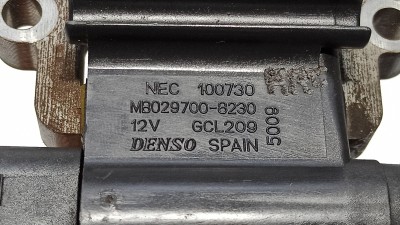 NEC 100730
MB029700-8230
12V GCL209
DENSO SPAIN
5009